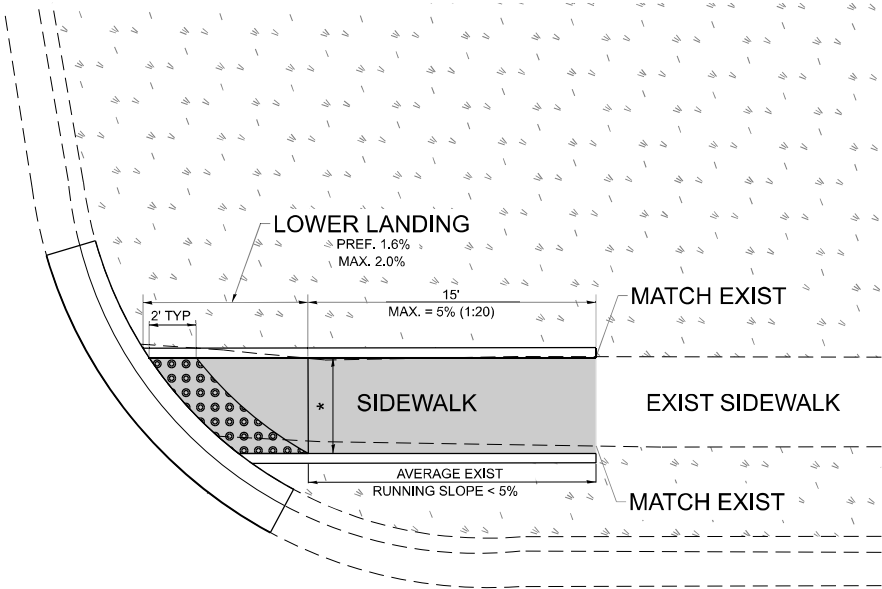 LOWER LANDING
PREF. 1.6%
MAX. 2.0%
15'
MAX. = 5% (1:20)
MATCH EXIST
2' TYP
*
SIDEWALK
EXIST SIDEWALK
AVERAGE EXIST
RUNNING SLOPE < 5%
MATCH EXIST